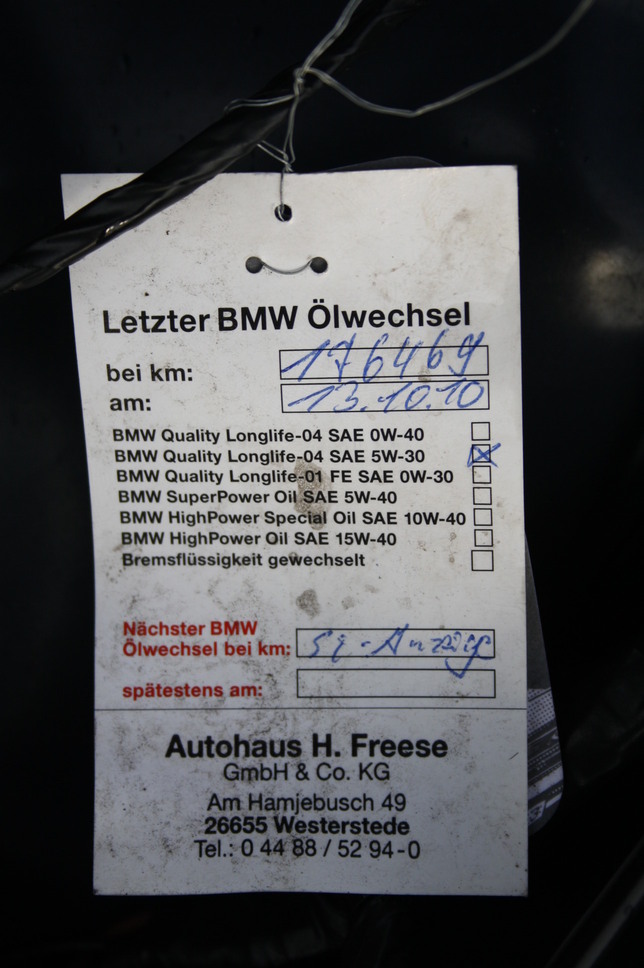 Letzter BMW Ölwechsel
bei km: 176469
am: 13.10.10
BMW Quality Longlife-04 SAE 0W-40
BMW Quality Longlife-04 SAE 5W-30
BMW Quality Longlife-01 FE SAE 0W-30
BMW SuperPower Oil SAE 5W-40
BMW HighPower Special Oil SAE 10W-40
BMW HighPower Oil SAE 15W-40
Bremsflüssigkeit gewechselt
Nächster BMW
Ölwechsel bei km: SI-Anzeige
spätestens am:
Autohaus H. Freese
GmbH & Co. KG
Am Hamjebusch 49
26655 Westerstede
Tel.: 0 44 88 / 52 94-0